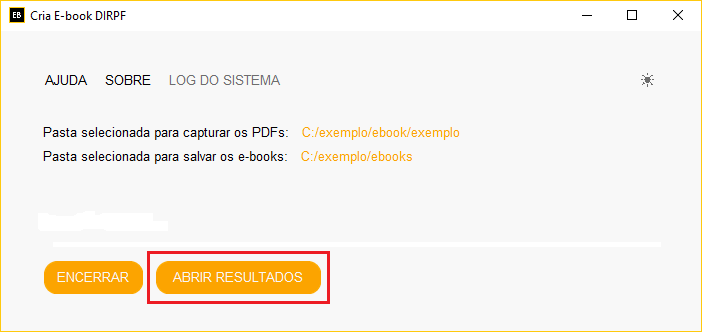 EB Cria E-book DIRPF
AJUDA SOBRE LOG DO SISTEMA
Pasta selecionada para capturar os PDFs: C:/exemplo/ebook/exemplo
Pasta selecionada para salvar os e-books: C:/exemplo/ebooks
ENCERRAR ABRIR RESULTADOS